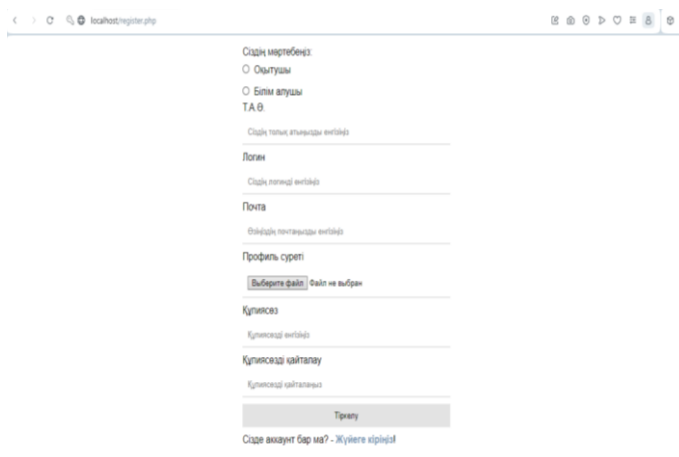 localhost/register.php
Сіздің мәртебеңіз:
Оқытушы
Білім алушы
Т.А.Ә.
Сіздің толық атыңызды енгізіңіз
Логин
Сіздің логинді енгізіңіз
Почта
Өзіңіздің почтаңызды енгізіңіз
Профиль суреті
Выберите файл Файл не выбран
Құпиясөз
Құпиясөзді енгізіңіз
Құпиясөзді қайталау
Құпиясөзді қайталаңыз
Тіркелу
Сізде аккаунт бар ма? - Жүйеге кіріңіз!